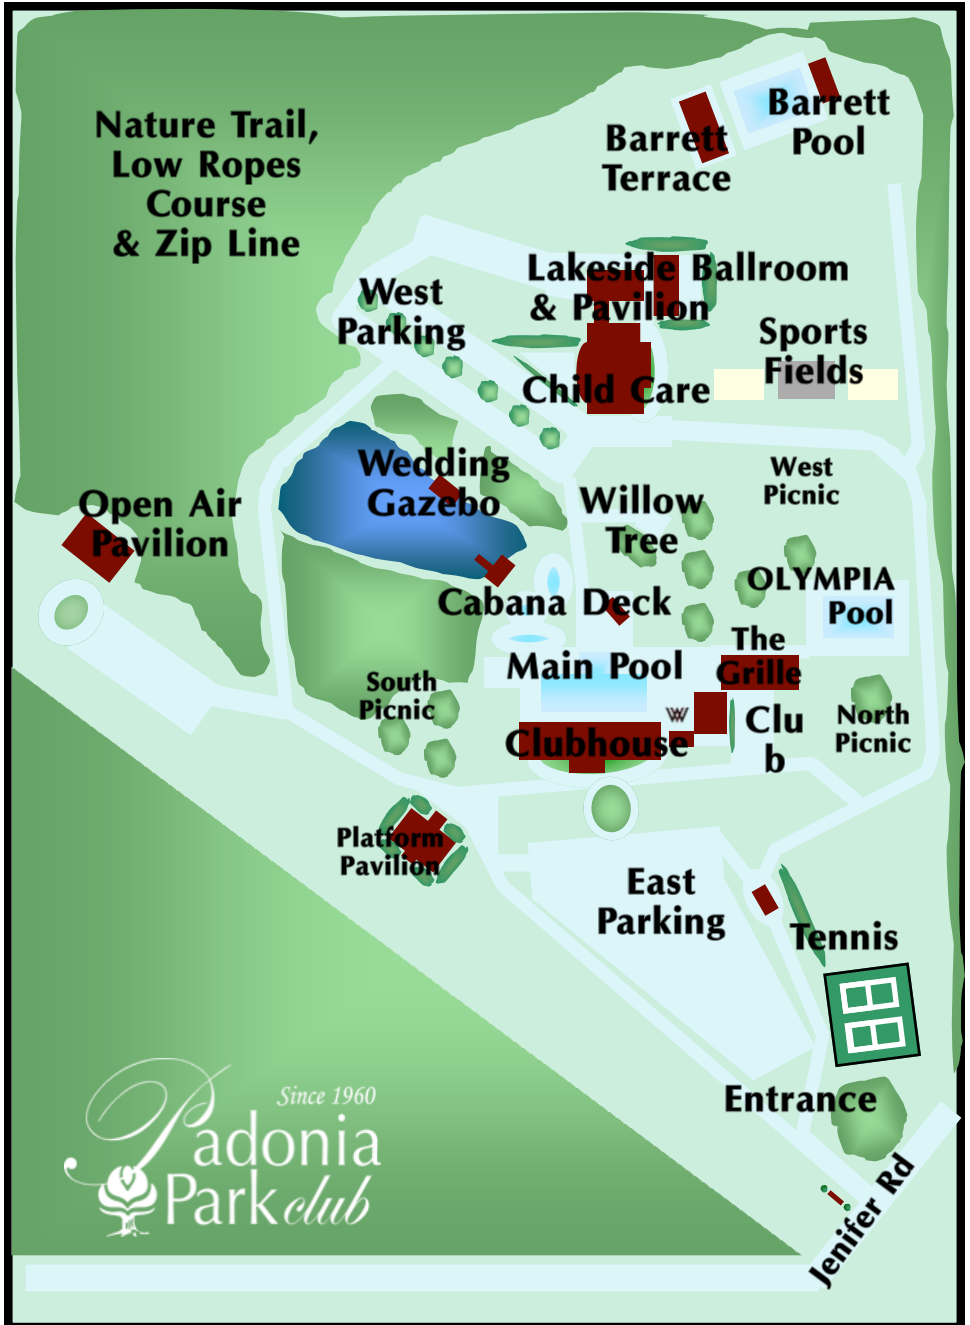 Nature Trail,
Low Ropes
Course
& Zip Line
Barrett
Pool
Barrett
Terrace
Lakeside Ballroom
& Pavilion
West
Parking
Sports
Fields
Child Care
Wedding
Gazebo
West
Picnic
Open Air
Pavilion
Willow
Tree
OLYMPIA
Pool
Cabana Deck
The
Grille
Main Pool
South
Picnic
W
Club
b
North
Picnic
Clubhouse
Platform
Pavilion
East
Parking
Tennis
Entrance
Since 1960
Padonia
Park club
Jenifer Rd